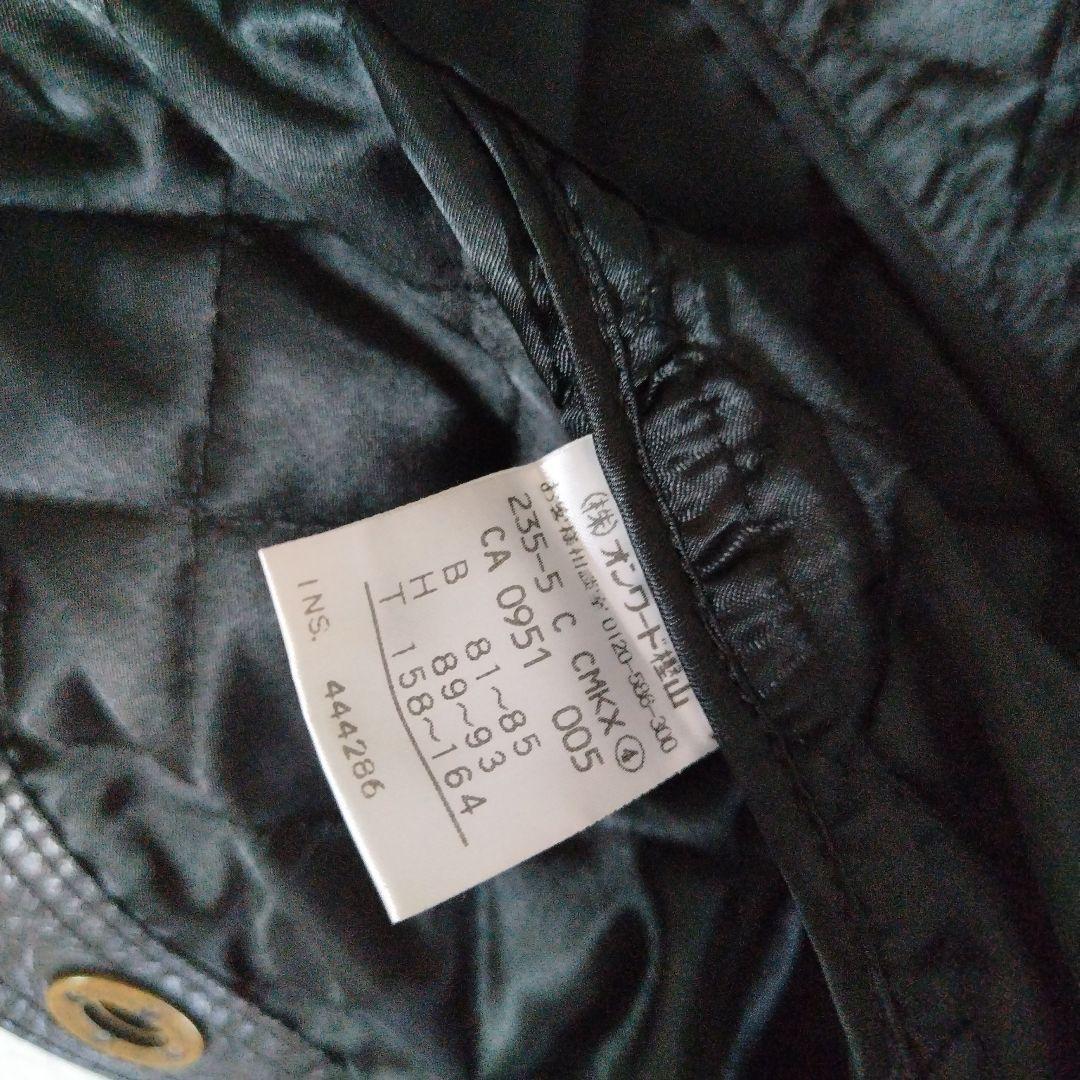 (株)オンワード樫山
お客様相談室 0120-586-300
235-5 C CMKX ④
CA 0951 005
B 81~85
H 89~93
T 158~164
INS. 444286